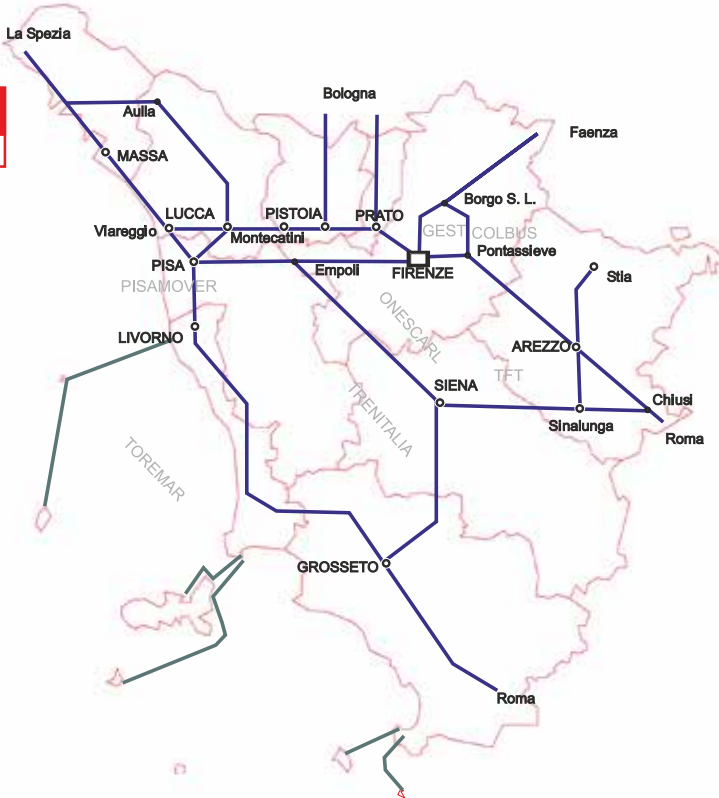 La Spezia
Bologna
Aulla
Faenza
MASSA
Borgo S. L.
LUCCA
PISTOIA
PRATO
Viareggio
Montecatini
GEST
COLBUS
Pontassieve
PISA
Empoli
FIRENZE
Stia
PISAMOVER
ONESCARL
LIVORNO
AREZZO
TFT
SIENA
TRENITALIA
Chiusi
Sinalunga
Roma
TOREMAR
GROSSETO
Roma